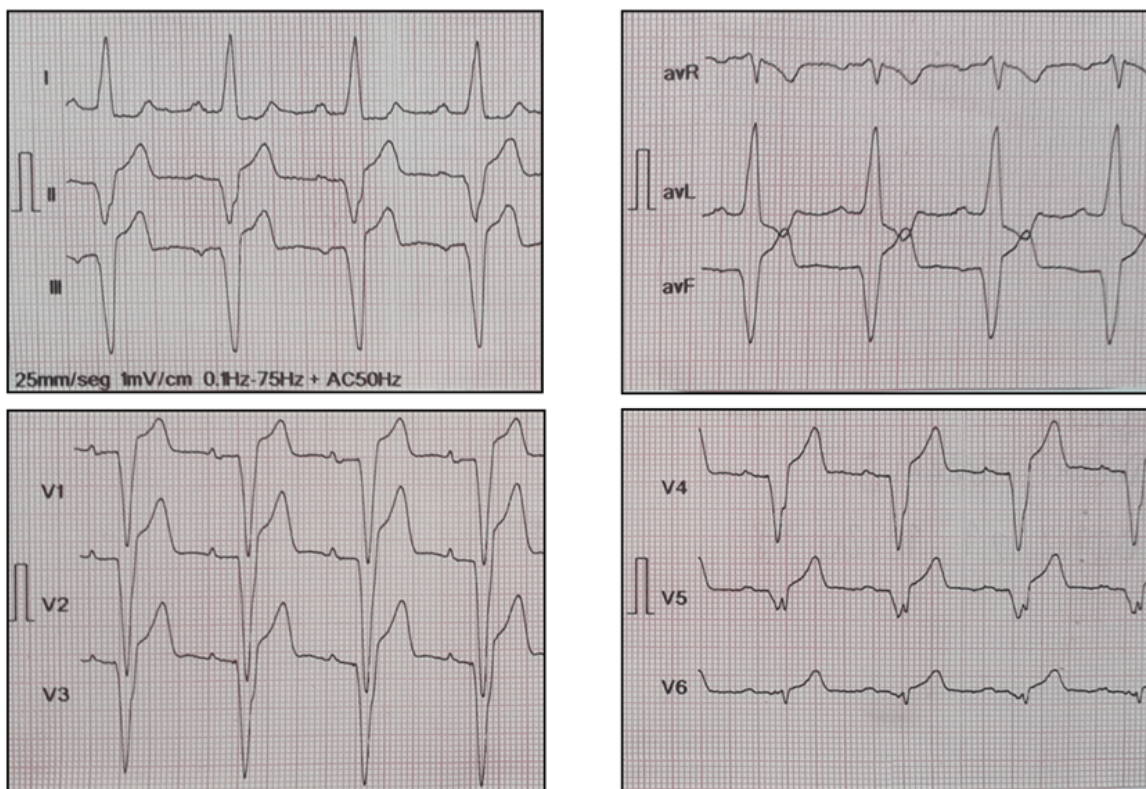 I
II
III
25mm/seg 1mV/cm 0.1Hz-75Hz + AC50Hz
avR
avL
avF
V1
V2
V3
V4
V5
V6